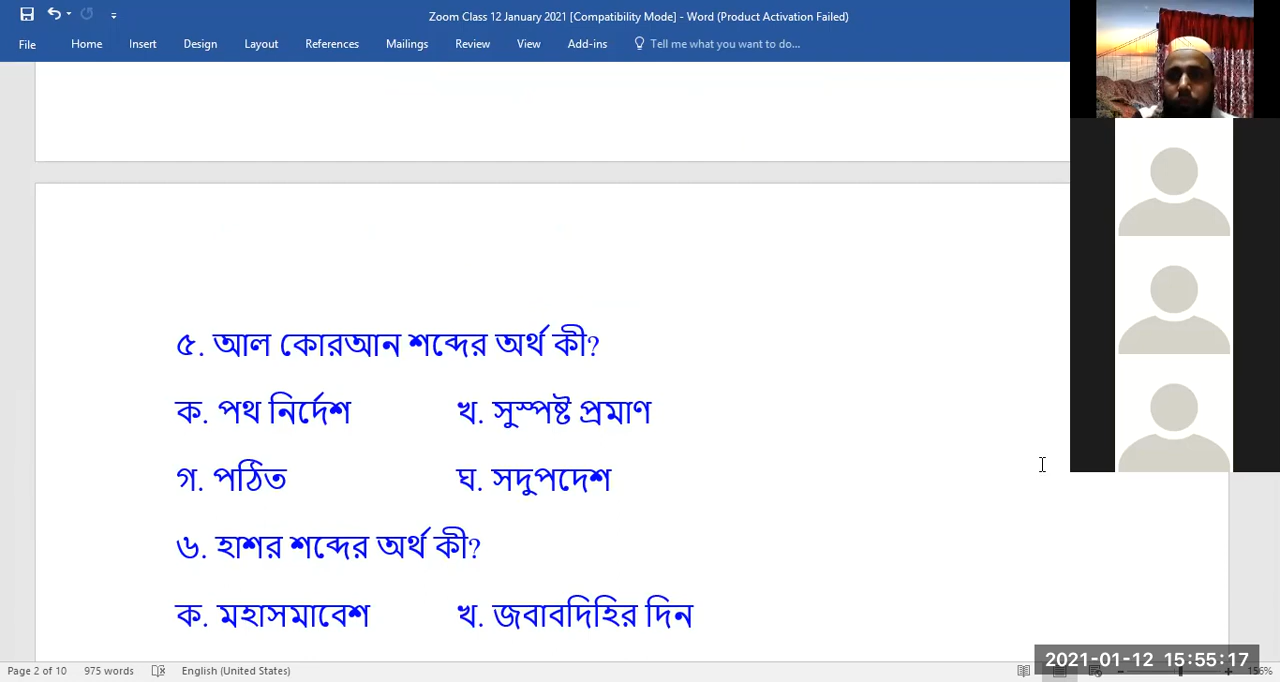 Zoom Class 12 January 2021 [Compatibility Mode] - Word (Product Activation Failed)
File Home Insert Design Layout References Mailings Review View Add-ins Tell me what you want to do...
৫. আল কোরআন শব্দের অর্থ কী?
ক. পথ নির্দেশ খ. সুস্পষ্ট প্রমাণ
গ. পঠিত ঘ. সদুপদেশ
৬. হাশর শব্দের অর্থ কী?
ক. মহাসমাবেশ খ. জবাবদিহির দিন
2021-01-12 15:55:17
Page 2 of 10 975 words English (United States) 156%